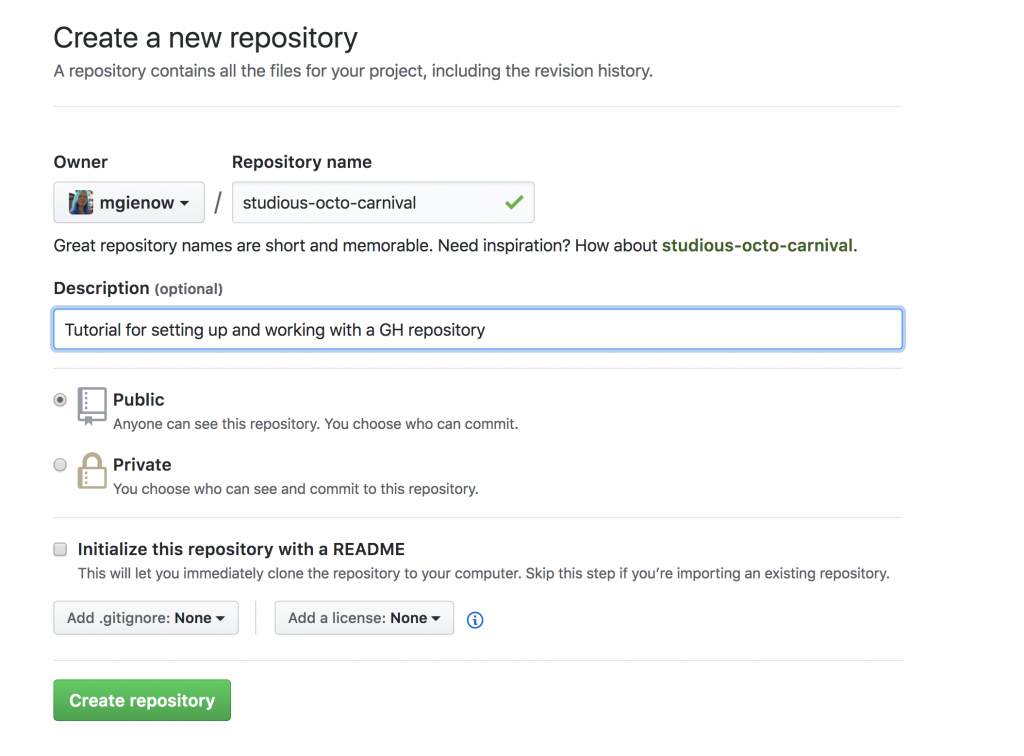 Create a new repository
A repository contains all the files for your project, including the revision history.
Owner Repository name
mgienow / studious-octo-carnival
Great repository names are short and memorable. Need inspiration? How about studious-octo-carnival.
Description (optional)
Tutorial for setting up and working with a GH repository
Public
Anyone can see this repository. You choose who can commit.
Private
You choose who can see and commit to this repository.
Initialize this repository with a README
This will let you immediately clone the repository to your computer. Skip this step if you’re importing an existing repository.
Add .gitignore: None Add a license: None
Create repository